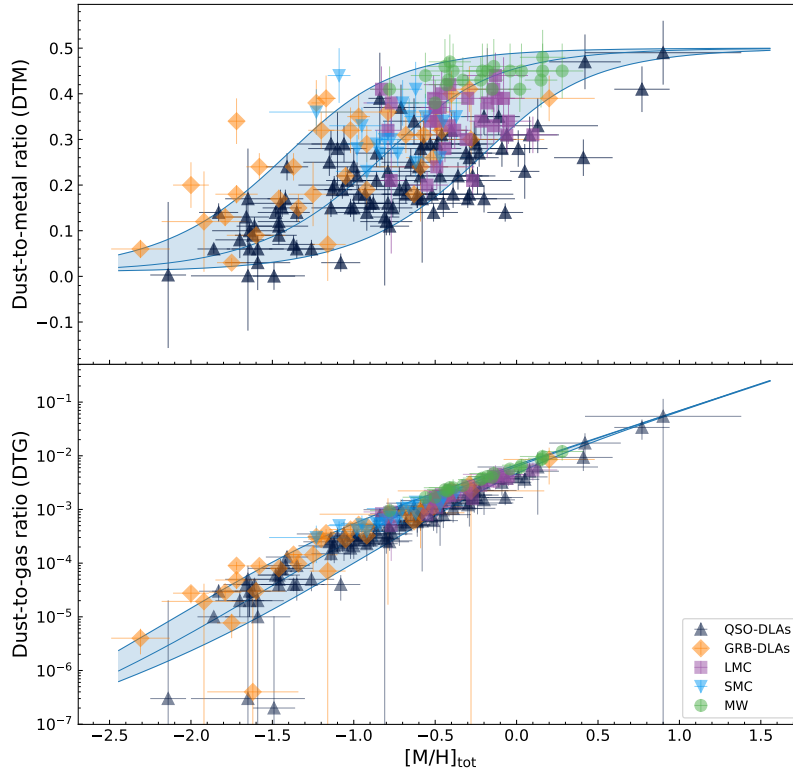 0.5
0.4
0.3
0.2
0.1
0.0
−0.1
Dust-to-metal ratio (DTM)
10⁻¹
10⁻²
10⁻³
10⁻⁴
10⁻⁵
10⁻⁶
10⁻⁷
Dust-to-gas ratio (DTG)
QSO-DLAs
GRB-DLAs
LMC
SMC
MW
−2.5 −2.0 −1.5 −1.0 −0.5 0.0 0.5 1.0 1.5
[M/H]tot